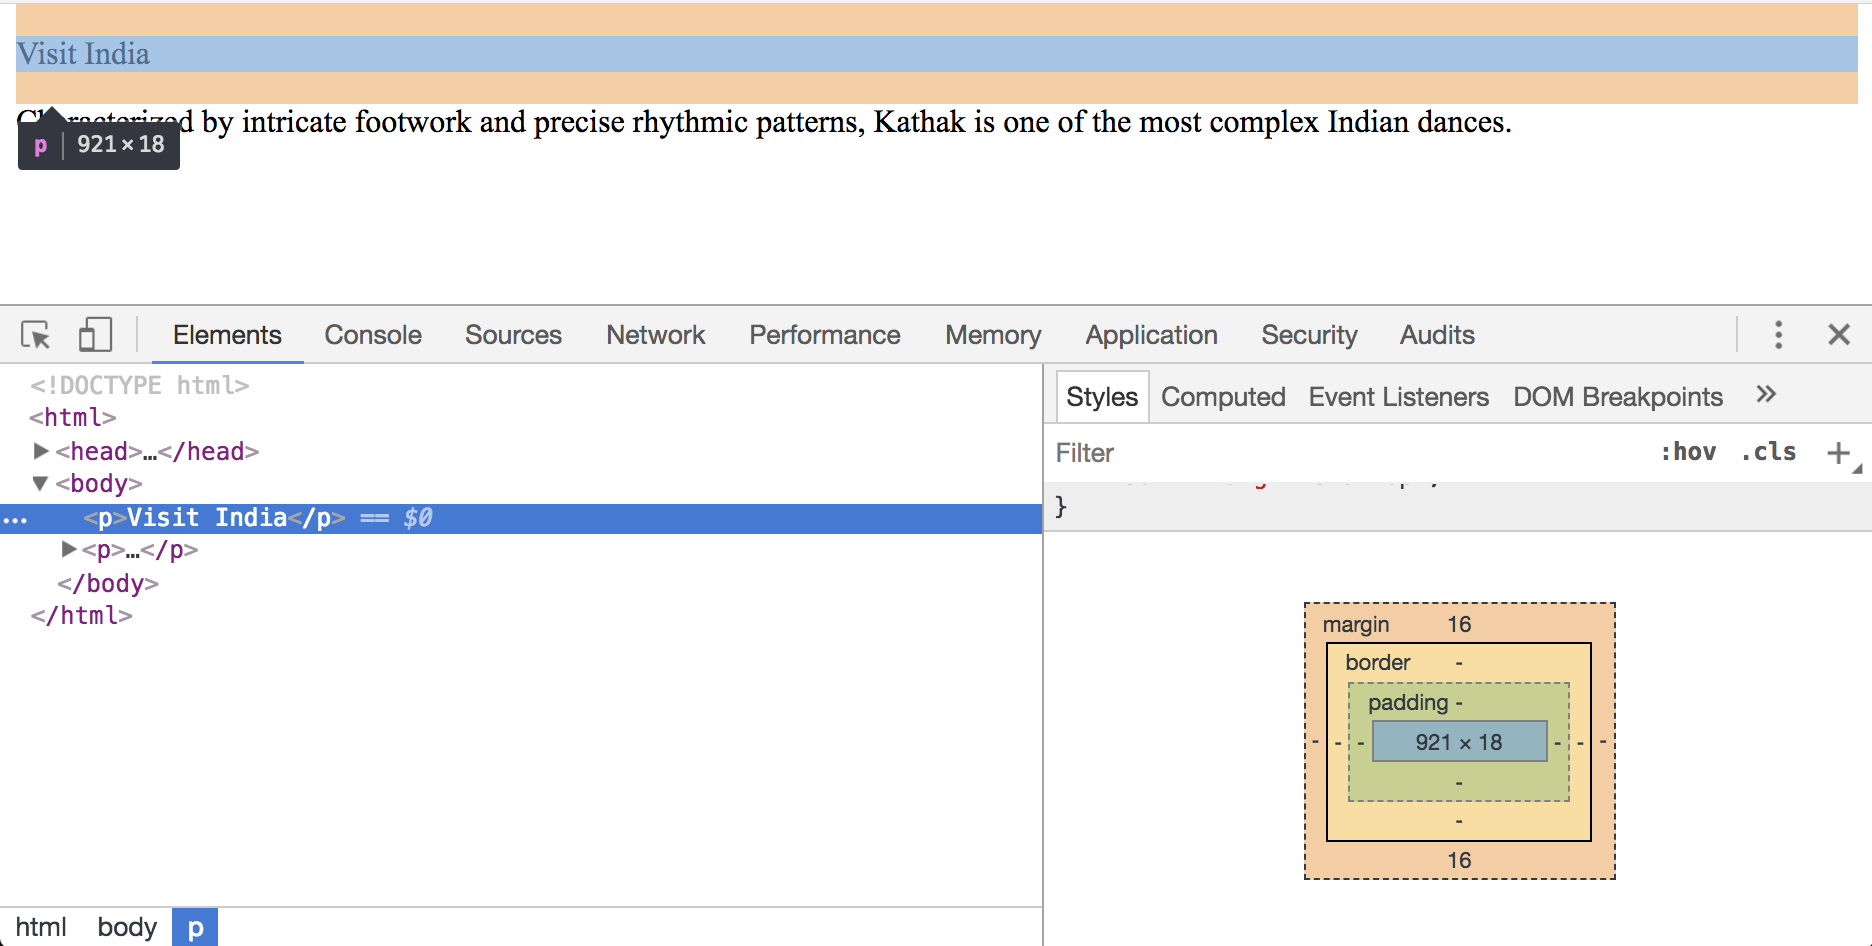 Visit India
d by intricate footwork and precise rhythmic patterns, Kathak is one of the most complex Indian dances.
p 921 × 18
Elements Console Sources Network Performance Memory Application Security Audits
<!DOCTYPE html>
<html>
▶<head>…</head>
▼<body>
… <p>Visit India</p> == $0
▶<p>…</p>
</body>
</html>
html body p
Styles Computed Event Listeners DOM Breakpoints »
Filter :hov .cls +
}
margin 16
border -
padding -
- - - 921 × 18 - - -
-
-
16